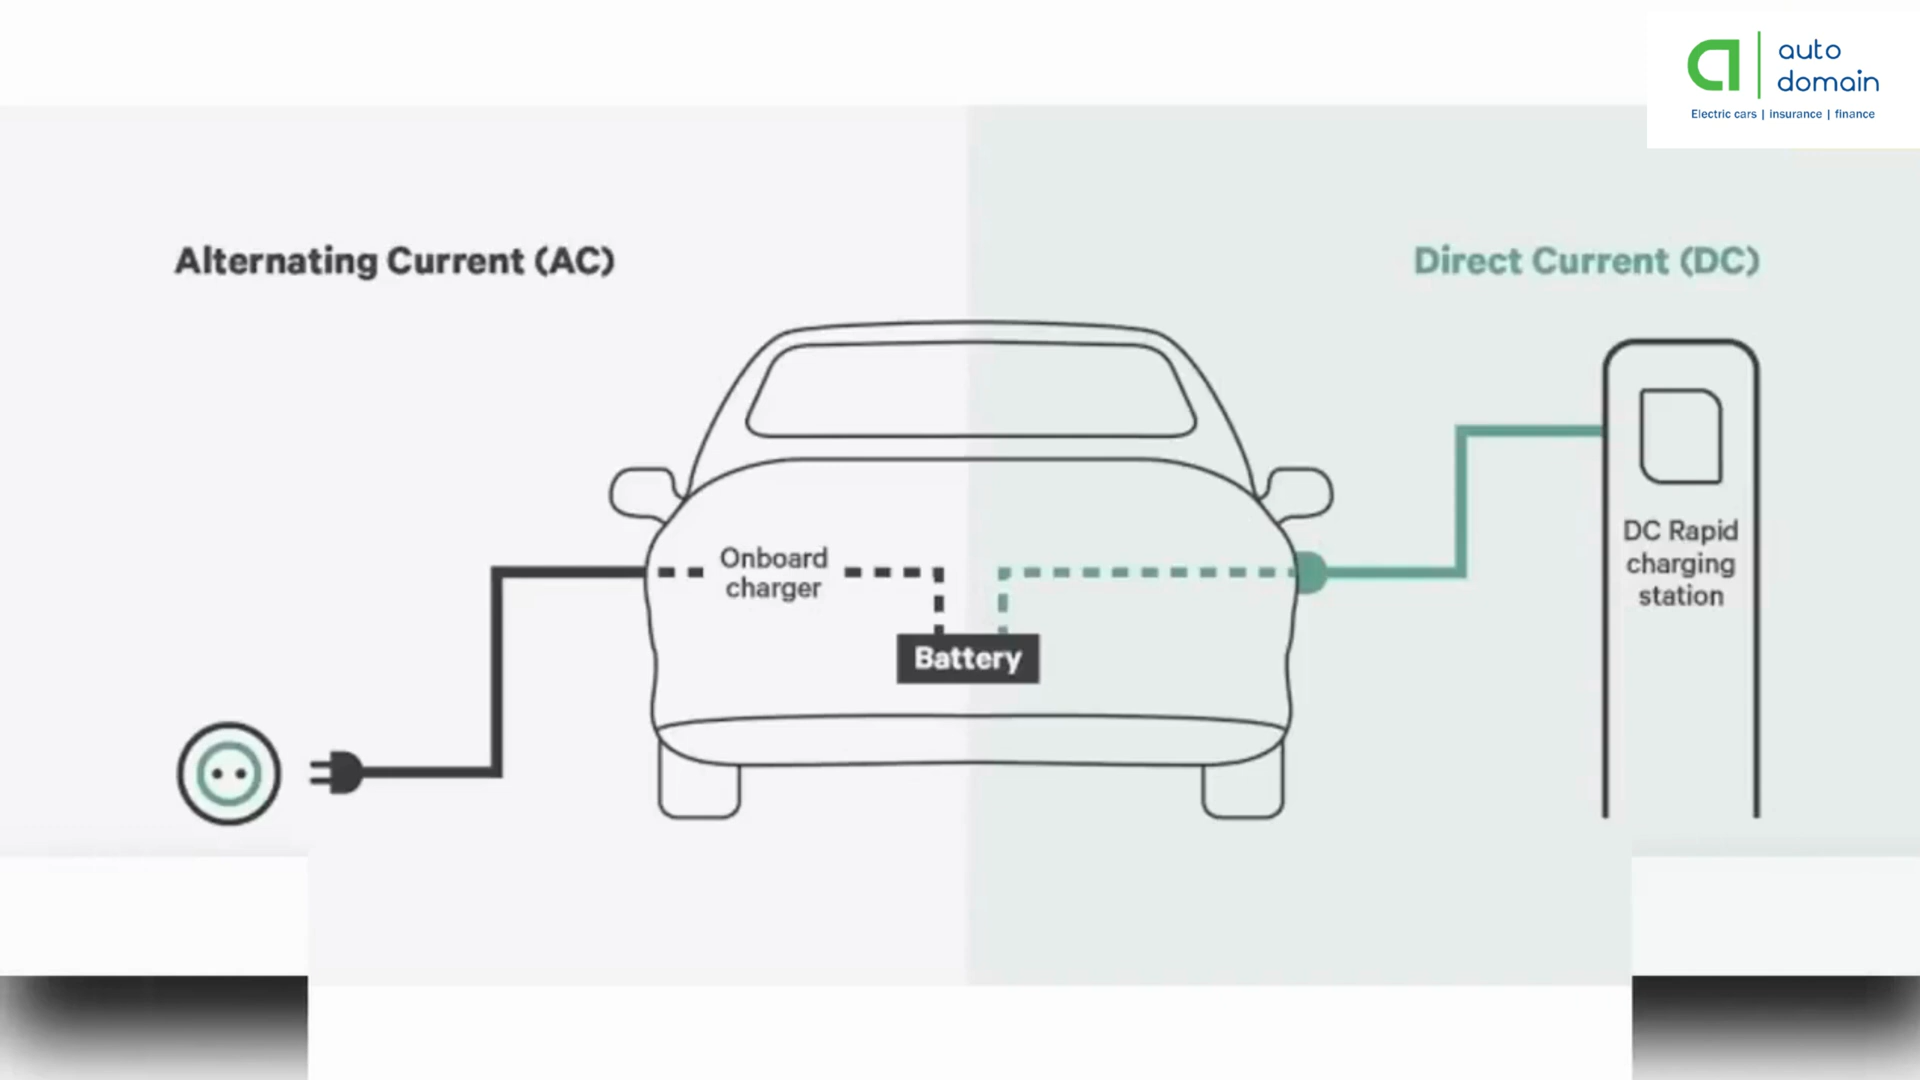 auto
domain
Electric cars | insurance | finance
Alternating Current (AC)
Direct Current (DC)
Onboard
charger
Battery
DC Rapid
charging
station